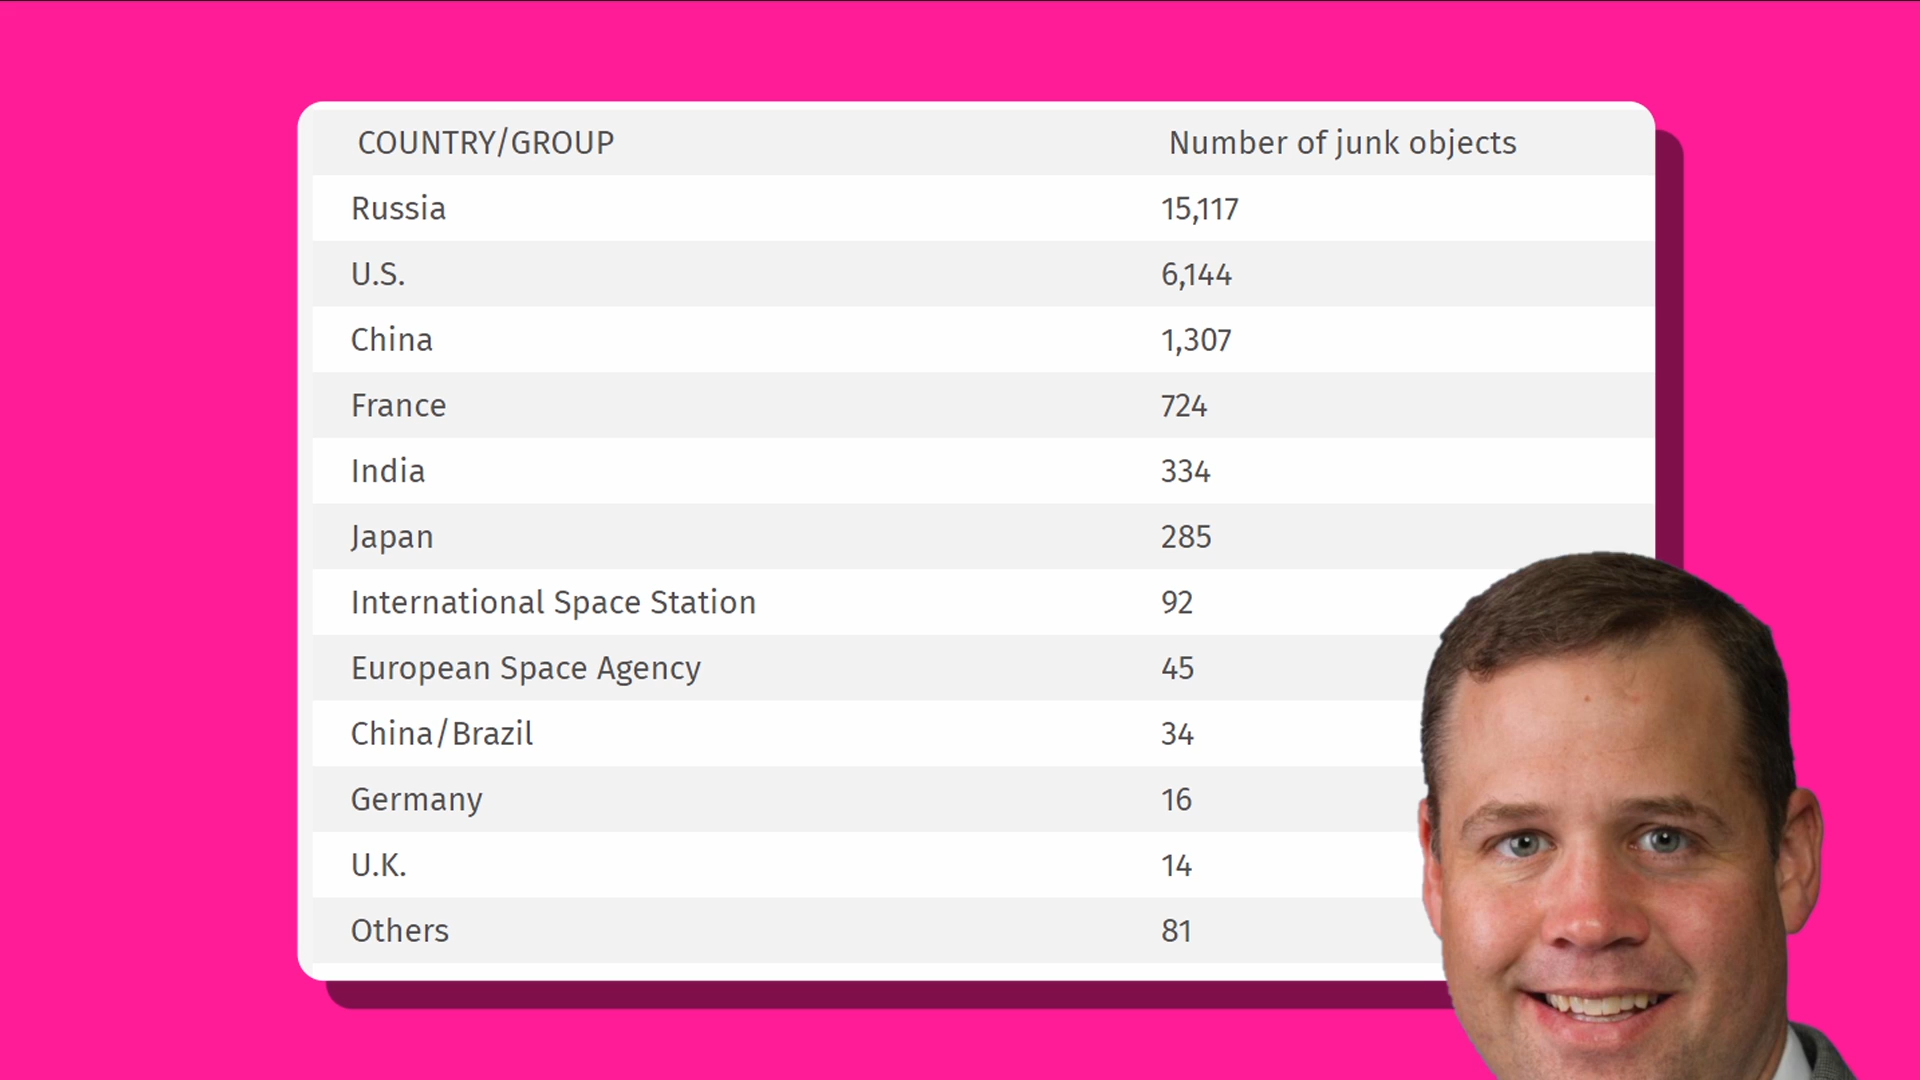 COUNTRY/GROUP Number of junk objects
Russia 15,117
U.S. 6,144
China 1,307
France 724
India 334
Japan 285
International Space Station 92
European Space Agency 45
China/Brazil 34
Germany 16
U.K. 14
Others 81